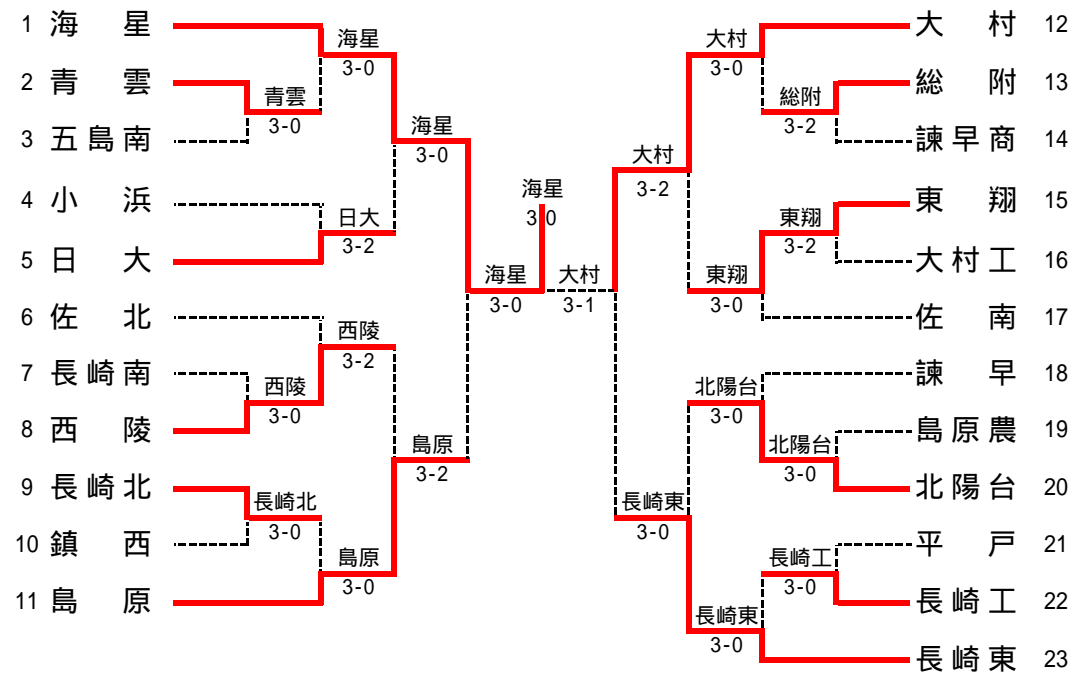 1 海星
2 青雲
3 五島南
4 小浜
5 日大
6 佐北
7 長崎南
8 西陵
9 長崎北
10 鎮西
11 島原
海星
3-0
青雲
3-0
日大
3-2
西陵
3-2
西陵
3-0
長崎北
3-0
島原
3-0
海星
3-0
島原
3-2
海星
3-0
海星
3-0
大村
3-1
大村
3-2
長崎東
3-0
大村
3-0
総附
3-2
東翔
3-2
東翔
3-0
北陽台
3-0
北陽台
3-0
長崎工
3-0
長崎東
3-0
大村 12
総附 13
諫早商 14
東翔 15
大村工 16
佐南 17
諫早 18
島原農 19
北陽台 20
平戸 21
長崎工 22
長崎東 23